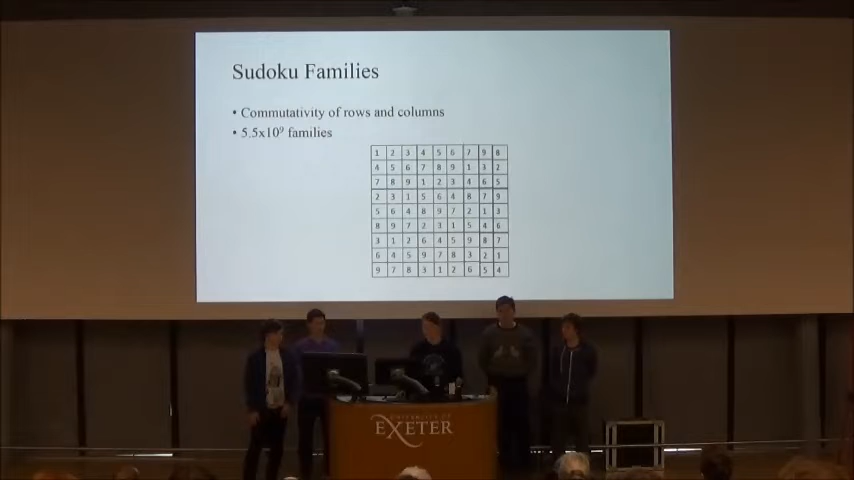 Sudoku Families
• Commutativity of rows and columns
• 5.5x10⁹ families
1 2 3 4 5 6 7 9 8
4 5 6 7 8 9 1 3 2
7 8 9 1 2 3 4 6 5
2 3 1 5 6 4 8 7 9
5 6 4 8 9 7 2 1 3
8 9 7 2 3 1 5 4 6
3 1 2 6 4 5 9 8 7
6 4 5 9 7 8 3 2 1
9 7 8 3 1 2 6 5 4
UNIVERSITY OF
EXETER